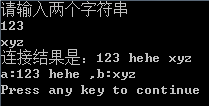 请输入两个字符串
123
xyz
连接结果是：123 hehe xyz
a:123 hehe ,b:xyz
Press any key to continue